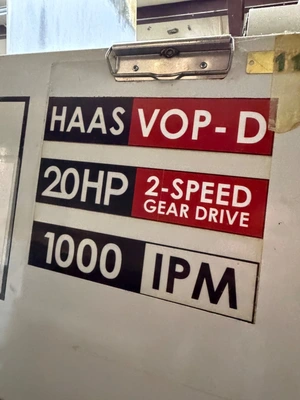 HAAS VOP-D
20HP 2-SPEED
GEAR DRIVE
1000 IPM